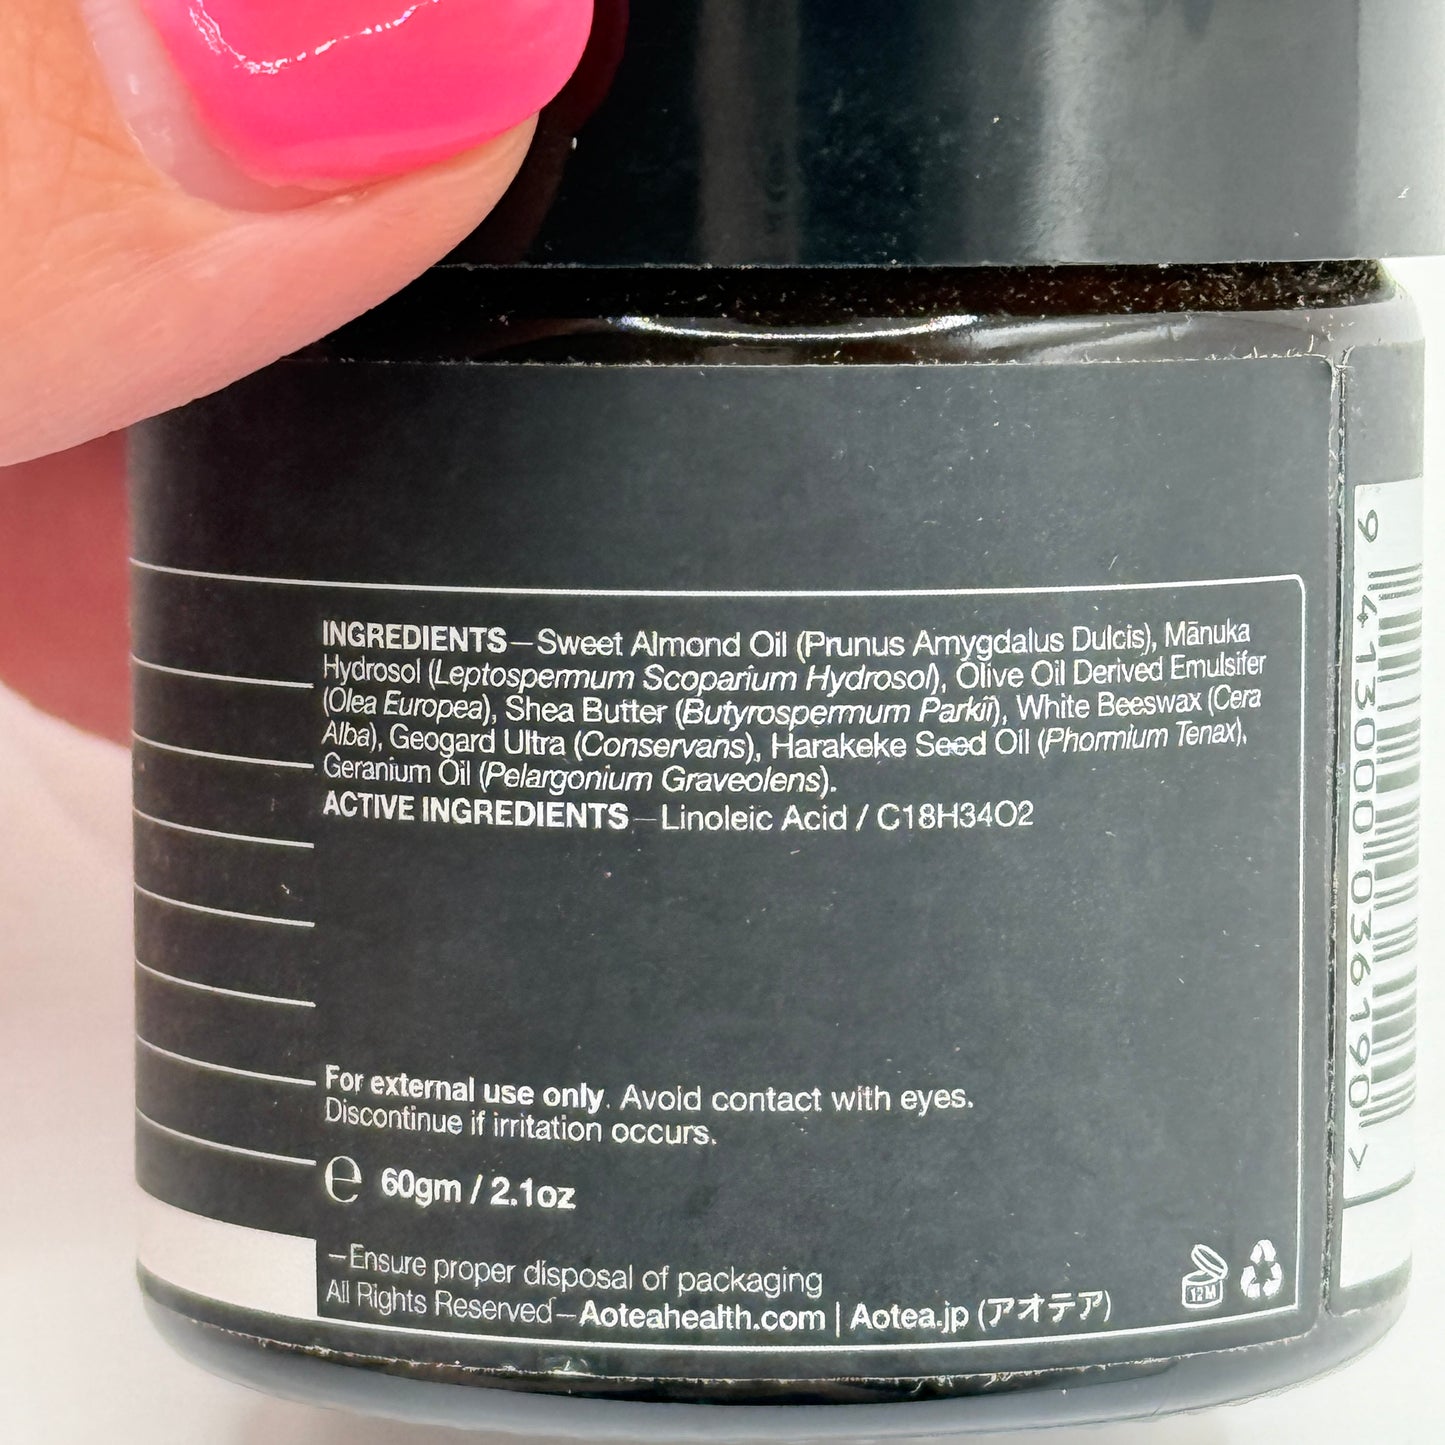 INGREDIENTS—Sweet Almond Oil (Prunus Amygdalus Dulcis), Mānuka
Hydrosol (Leptospermum Scoparium Hydrosol), Olive Oil Derived Emulsifer
(Olea Europea), Shea Butter (Butyrospermum Parkii), White Beeswax (Cera
Alba), Geogard Ultra (Conservans), Harakeke Seed Oil (Phormium Tenax),
Geranium Oil (Pelargonium Graveolens).
ACTIVE INGREDIENTS—Linoleic Acid / C18H34O2
For external use only. Avoid contact with eyes.
Discontinue if irritation occurs.
℮ 60gm / 2.1oz
—Ensure proper disposal of packaging
All Rights Reserved—Aoteahealth.com | Aotea.jp (アオテア)
12M
9 413000 036190 >